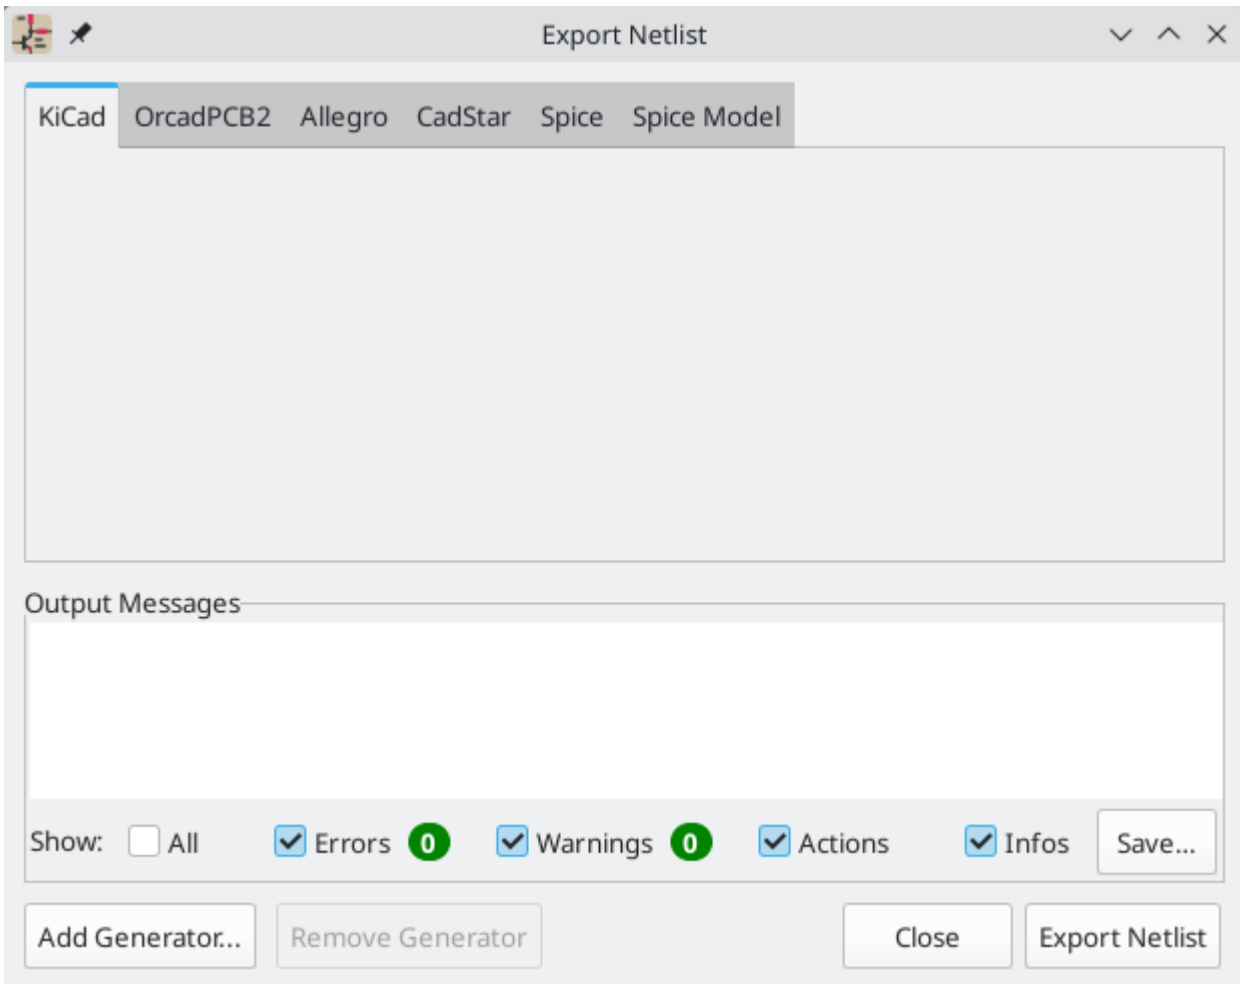 Export Netlist
KiCad OrcadPCB2 Allegro CadStar Spice Spice Model
Output Messages
Show: All Errors 0 Warnings 0 Actions Infos Save...
Add Generator... Remove Generator Close Export Netlist